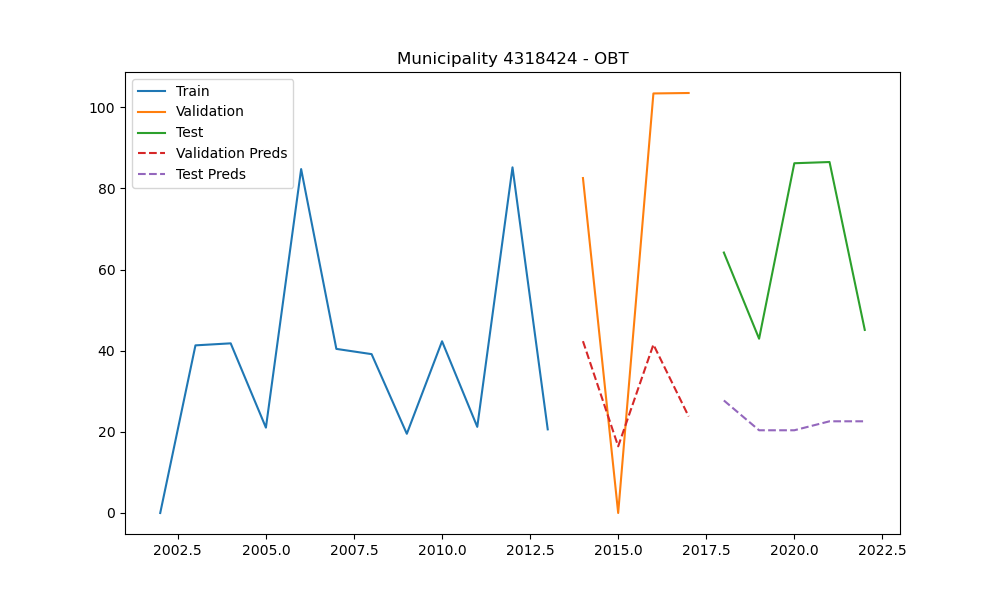 Municipality 4318424 - OBT
Train
Validation
Test
Validation Preds
Test Preds
100
80
60
40
20
0
2002.5 2005.0 2007.5 2010.0 2012.5 2015.0 2017.5 2020.0 2022.5